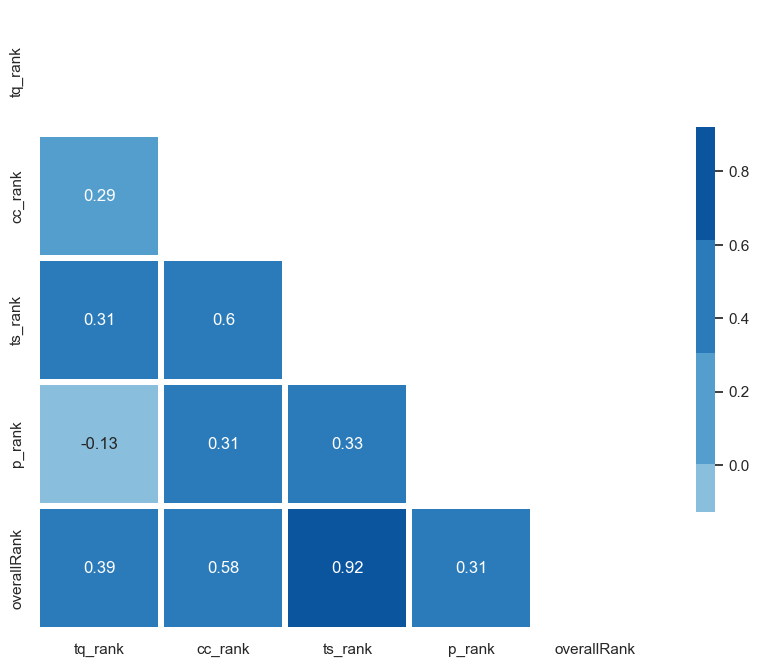 tq_rank
cc_rank
0.29
ts_rank
0.31 0.6
p_rank
-0.13 0.31 0.33
overallRank
0.39 0.58 0.92 0.31
tq_rank cc_rank ts_rank p_rank overallRank
0.8
0.6
0.4
0.2
0.0